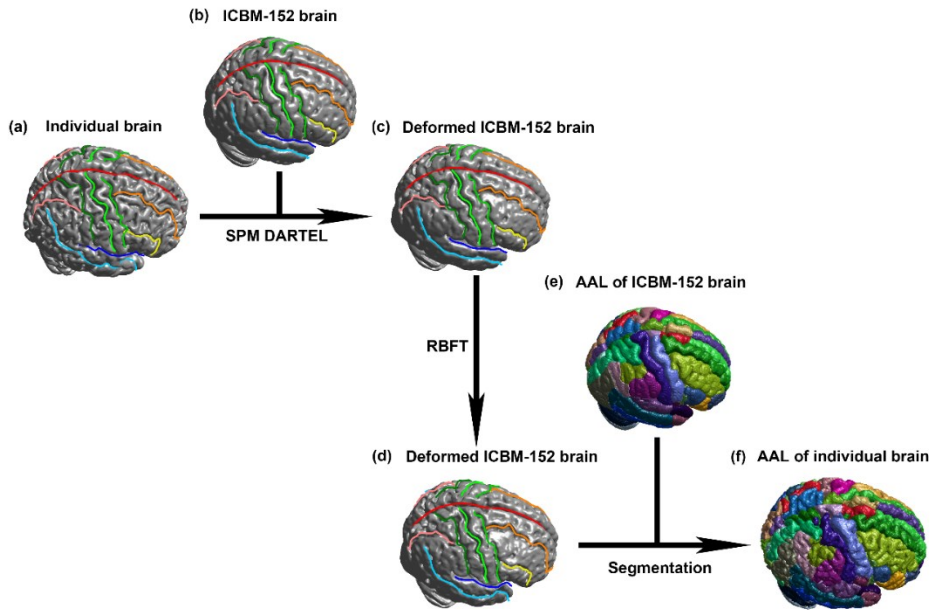 (b) ICBM-152 brain
(a) Individual brain
(c) Deformed ICBM-152 brain
SPM DARTEL
(e) AAL of ICBM-152 brain
RBFT
(d) Deformed ICBM-152 brain
(f) AAL of individual brain
Segmentation